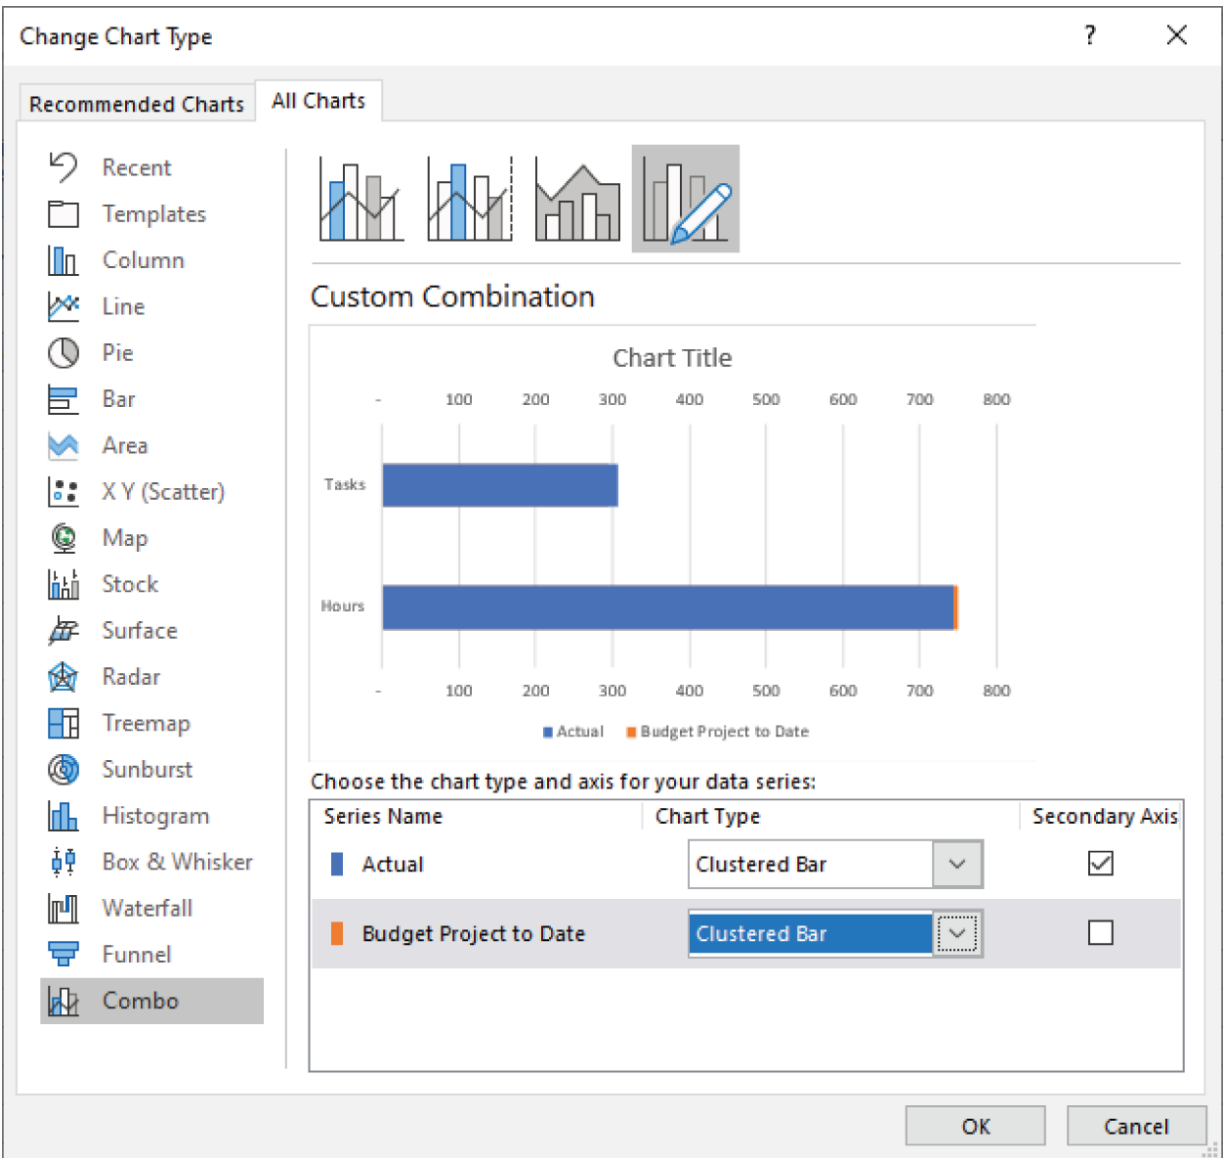 Change Chart Type
?
Recommended Charts
All Charts
Recent
Templates
Column
Line
Pie
Bar
Area
X Y (Scatter)
Map
Stock
Surface
Radar
Treemap
Sunburst
Histogram
Box & Whisker
Waterfall
Funnel
Combo
Custom Combination
Chart Title
- 100 200 300 400 500 600 700 800
Tasks
Hours
- 100 200 300 400 500 600 700 800
Actual Budget Project to Date
Choose the chart type and axis for your data series:
Series Name Chart Type Secondary Axis
Actual Clustered Bar
Budget Project to Date Clustered Bar
OK Cancel